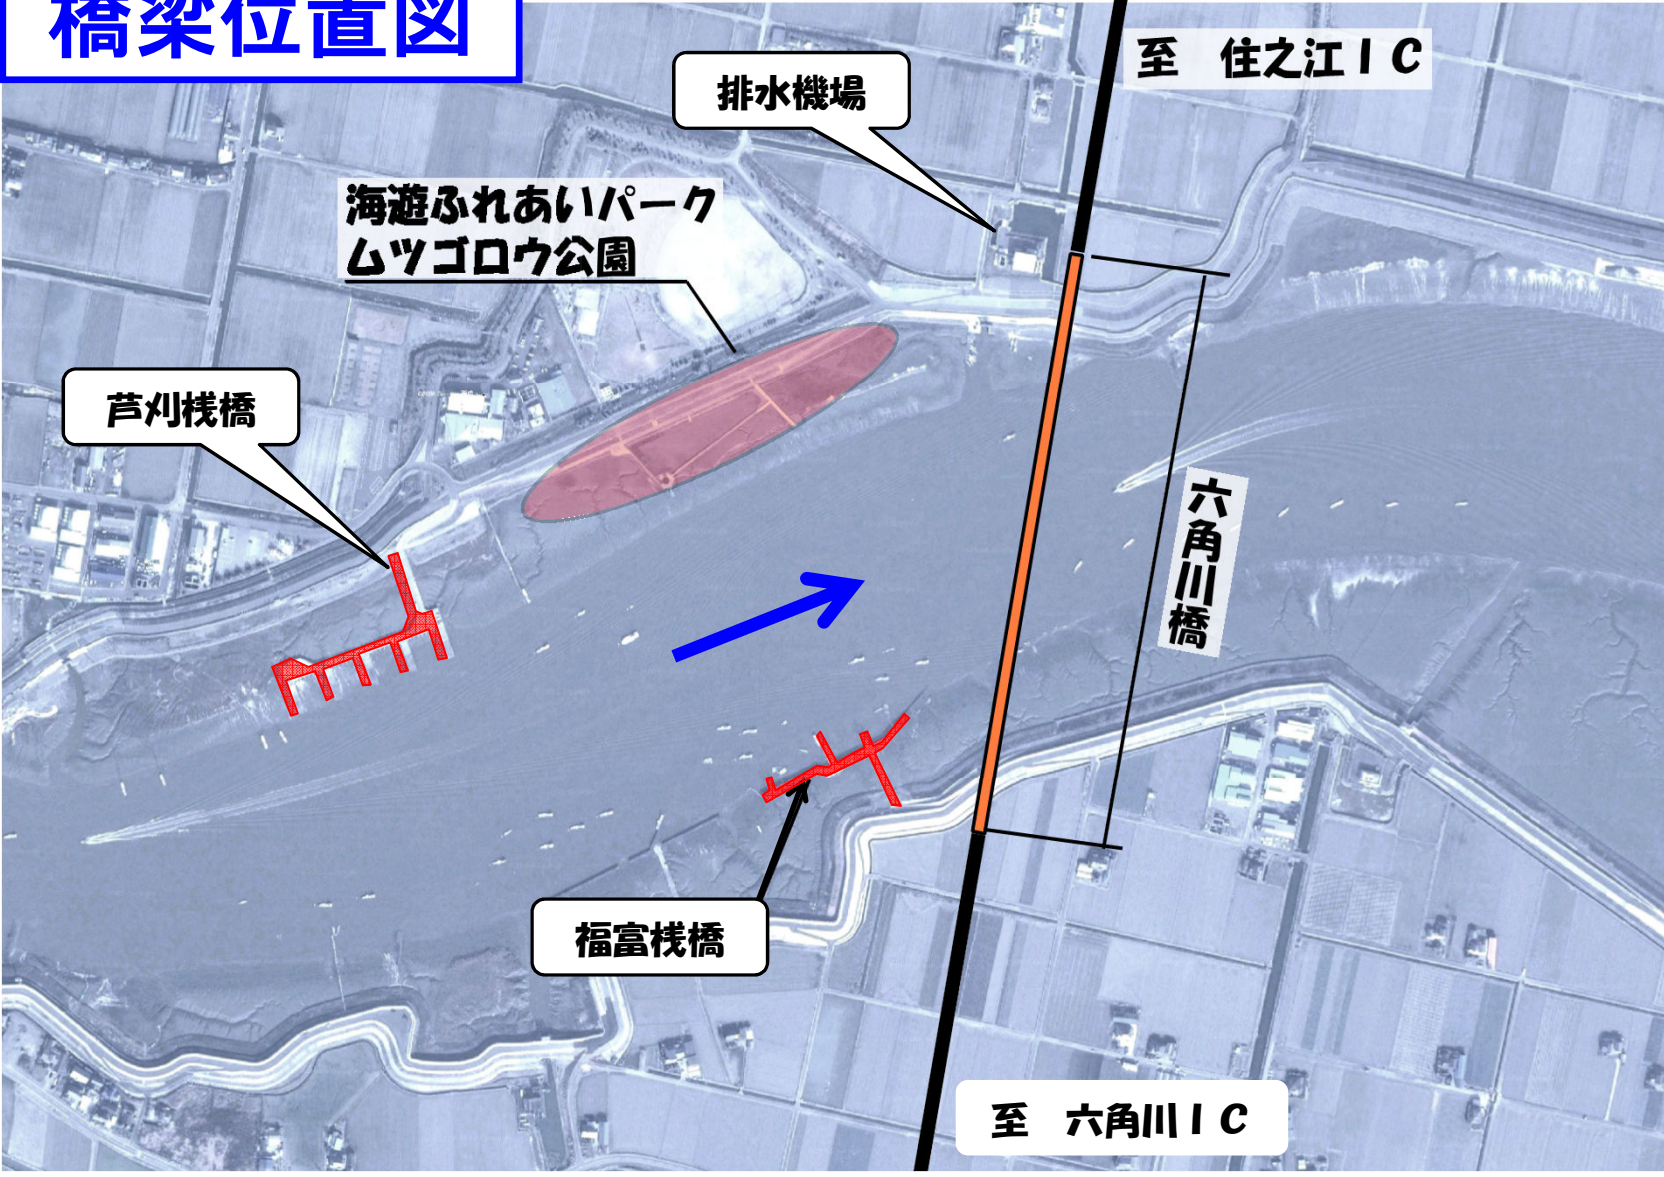 橋梁位置図
至 住之江IC
排水機場
海遊ふれあいパーク
ムツゴロウ公園
芦刈桟橋
六角川橋
福富桟橋
至 六角川IC